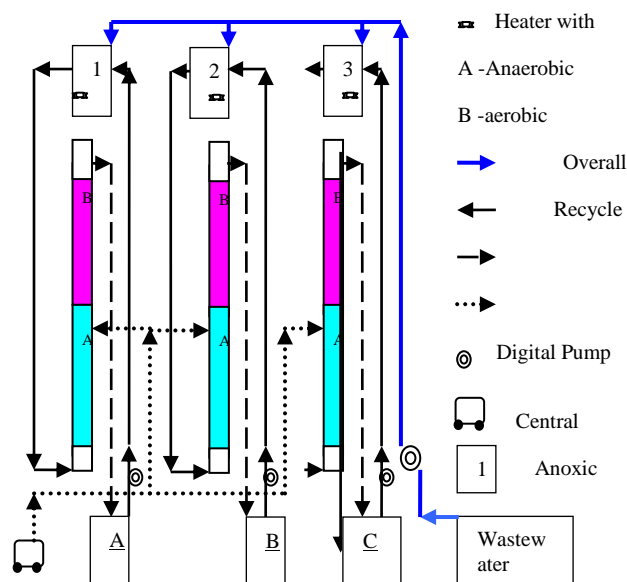 1
2
3
B
B
B
A
A
A
A
B
C
Heater with
A -Anaerobic
B -aerobic
Overall
Recycle
Digital Pump
Central
1 Anoxic
Wastew
ater